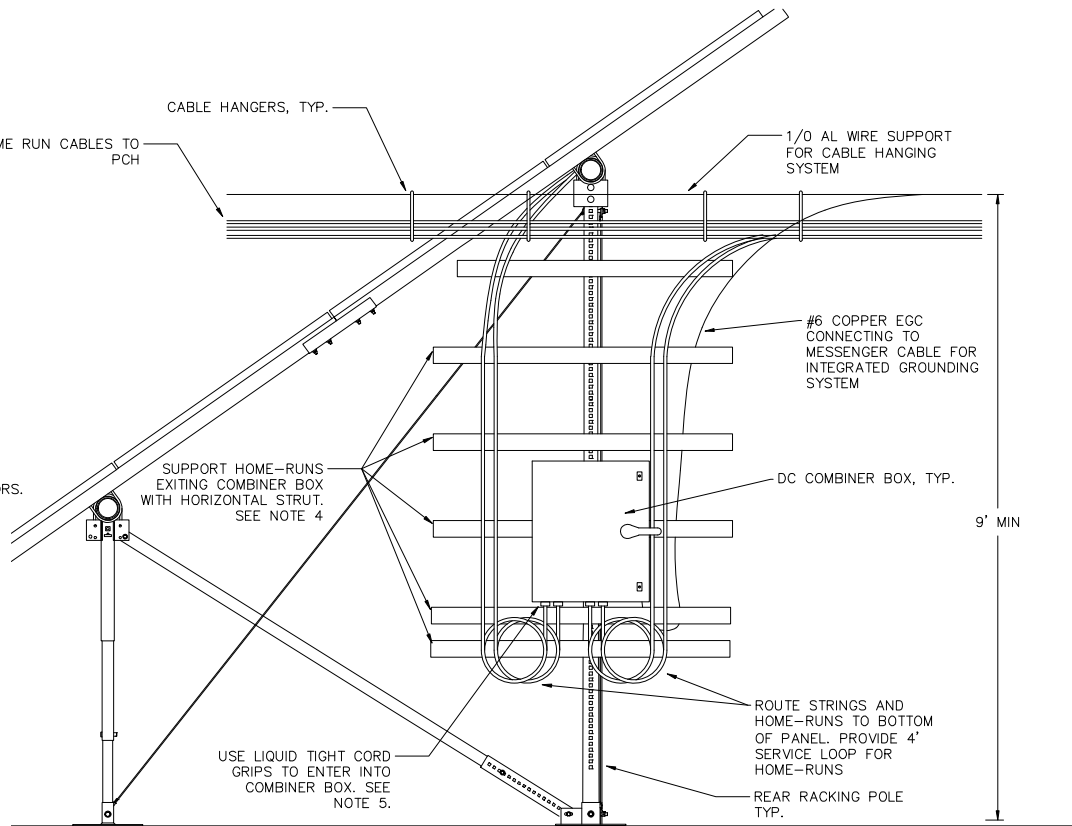 CABLE HANGERS, TYP.
ME RUN CABLES TO
PCH
1/0 AL WIRE SUPPORT
FOR CABLE HANGING
SYSTEM
#6 COPPER EGC
CONNECTING TO
MESSENGER CABLE FOR
INTEGRATED GROUNDING
SYSTEM
SUPPORT HOME-RUNS
EXITING COMBINER BOX
WITH HORIZONTAL STRUT.
SEE NOTE 4
ORS.
DC COMBINER BOX, TYP.
9' MIN
USE LIQUID TIGHT CORD
GRIPS TO ENTER INTO
COMBINER BOX. SEE
NOTE 5.
ROUTE STRINGS AND
HOME-RUNS TO BOTTOM
OF PANEL. PROVIDE 4'
SERVICE LOOP FOR
HOME-RUNS
REAR RACKING POLE
TYP.